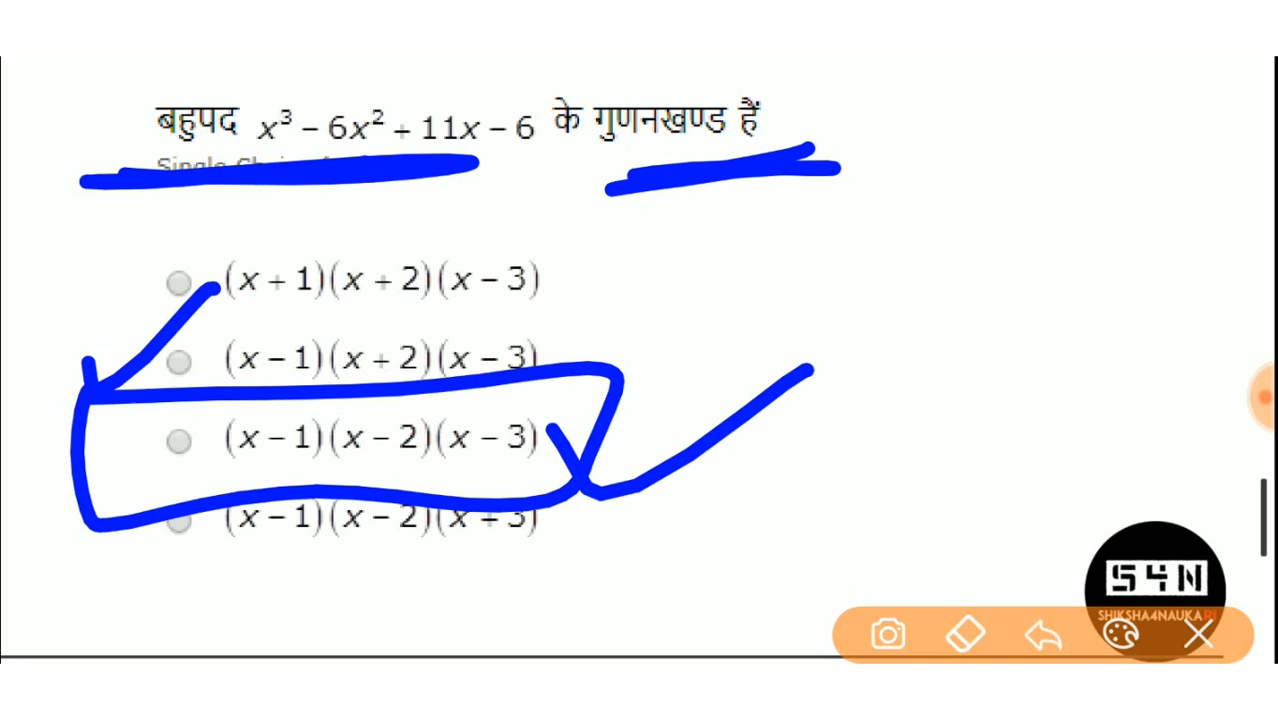 बहुपद x³ – 6x² + 11x – 6 के गुणनखण्ड हैं
Single
(x + 1)(x + 2)(x – 3)
(x – 1)(x + 2)(x – 3)
(x – 1)(x – 2)(x – 3)
(x – 1)(x – 2)(x + 3)
S4N
SHIKSHA4NAUKARI